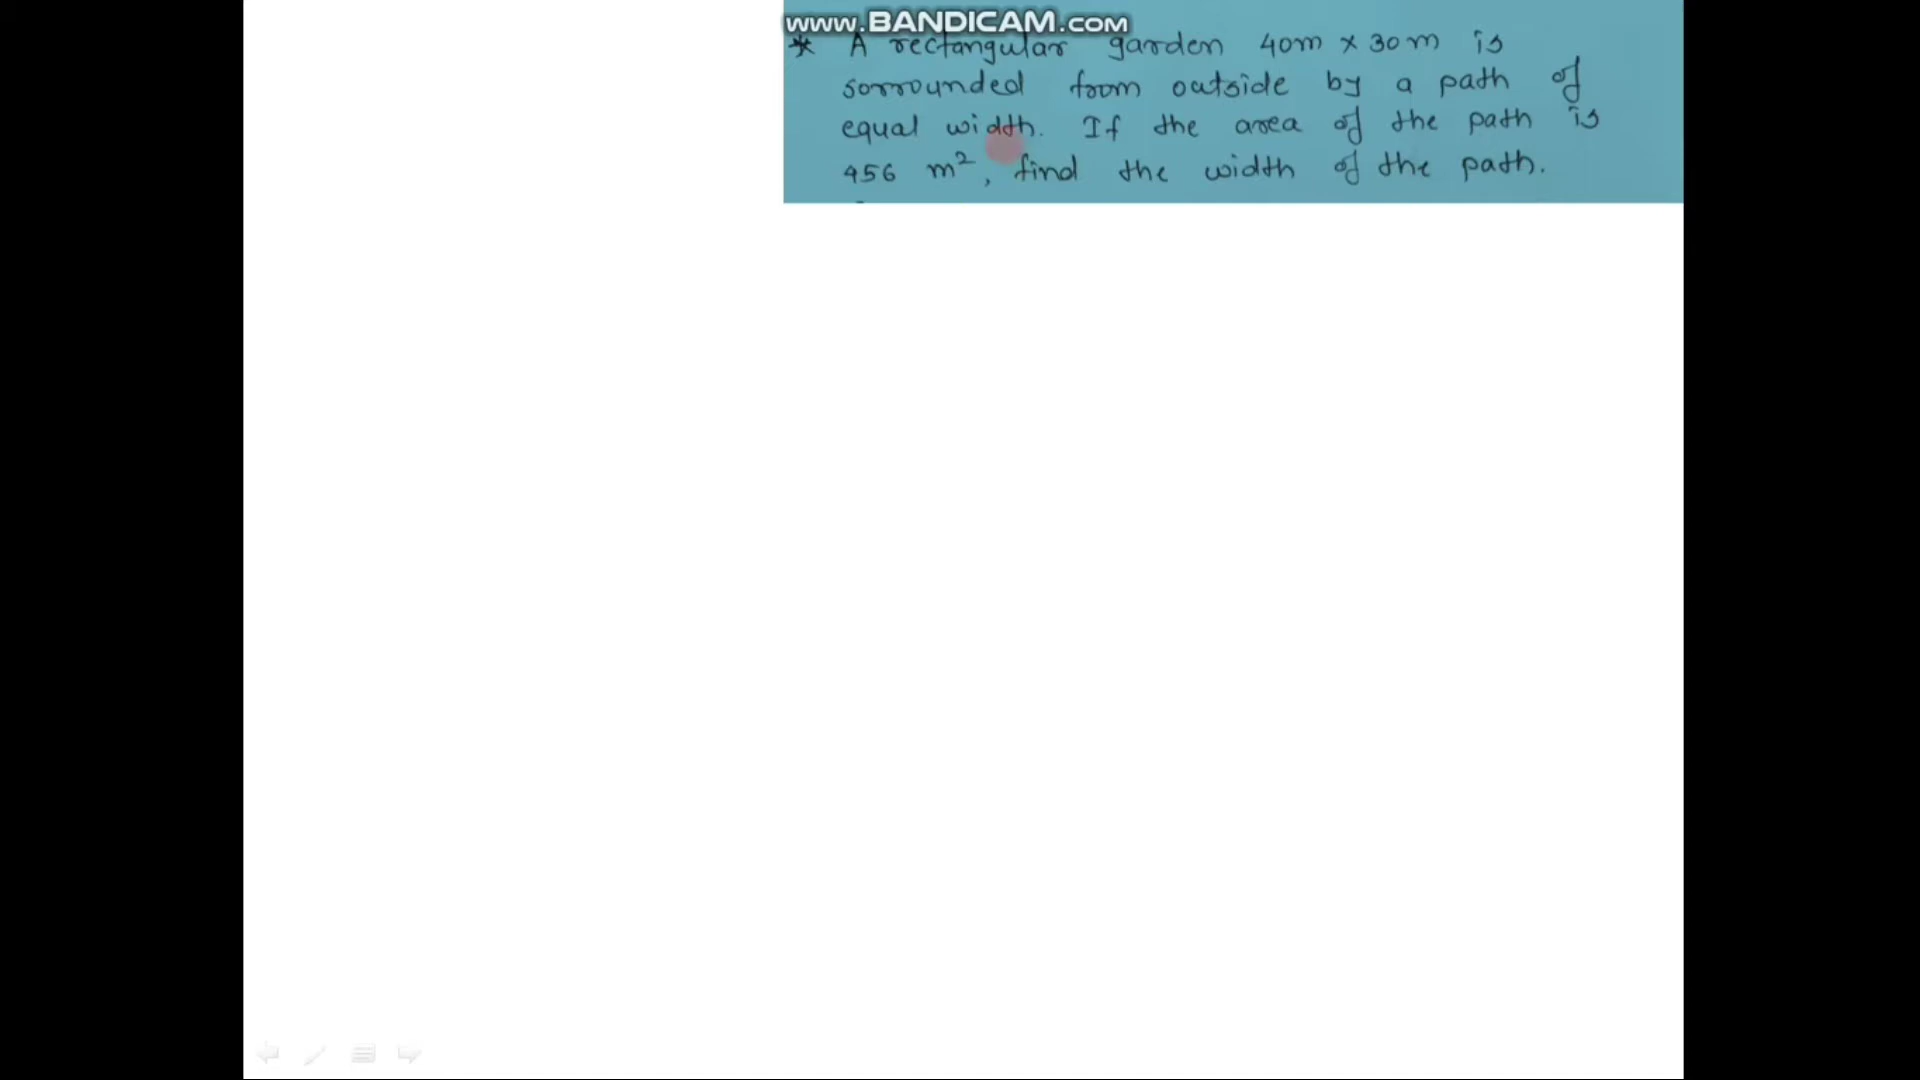 www.BANDICAM.com
* A rectangular garden 40m x 30m is
sorrounded from outside by a path of
equal width. If the area of the path is
456 m², find the width of the path.